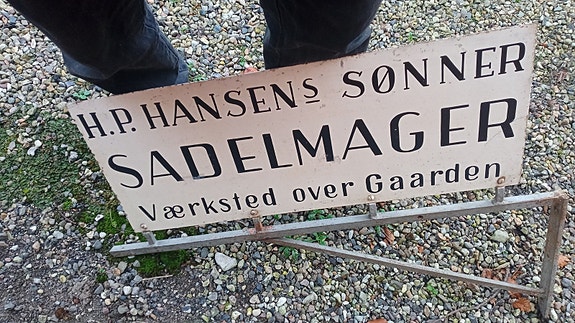 H.P. HANSENS SØNNER
SADELMAGER
Værksted over Gaarden